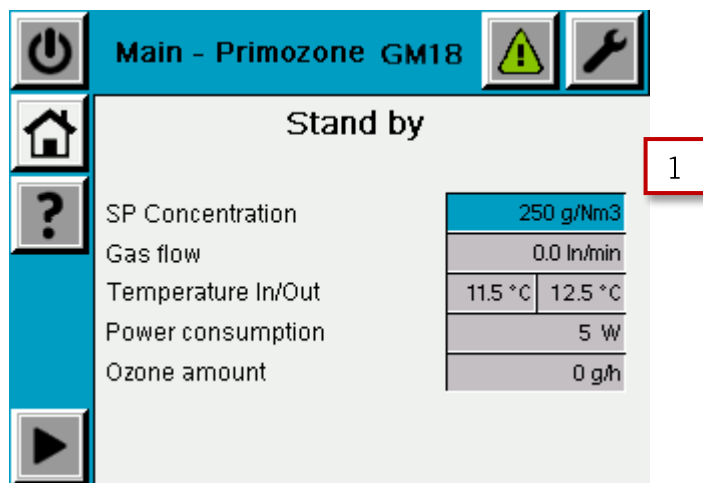 Main - Primozone GM18
Stand by
1
SP Concentration 250 g/Nm3
Gas flow 0.0 ln/min
Temperature In/Out 11.5 °C 12.5 °C
Power consumption 5 W
Ozone amount 0 g/h